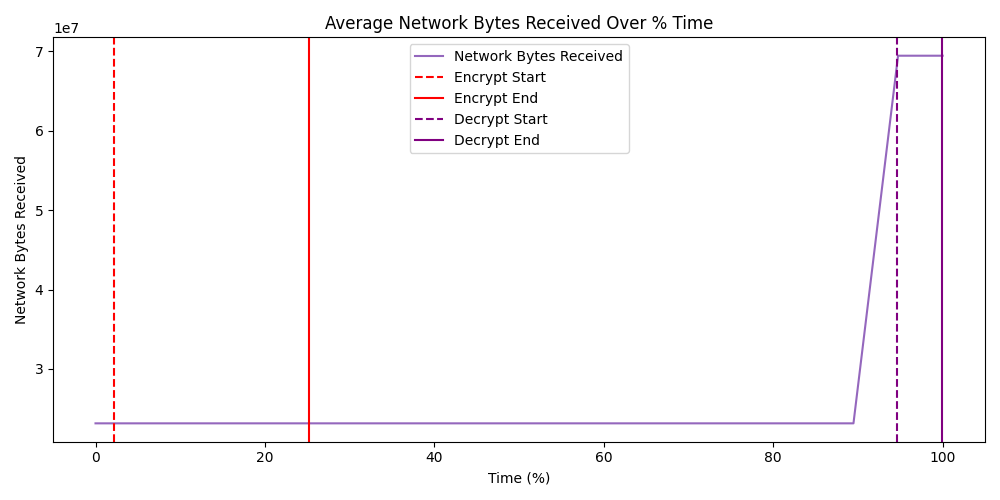 Average Network Bytes Received Over % Time
1e7
Network Bytes Received
Encrypt Start
Encrypt End
Decrypt Start
Decrypt End
7
6
5
4
3
Network Bytes Received
0 20 40 60 80 100
Time (%)